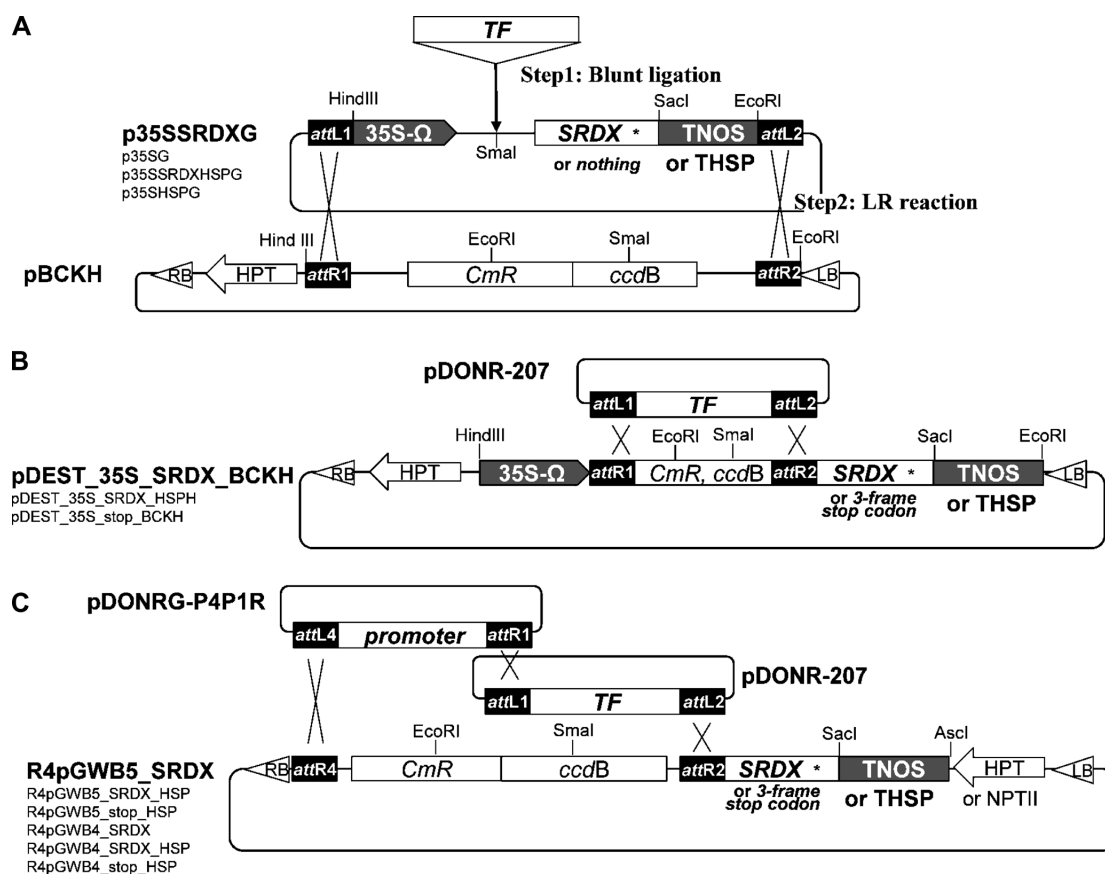 A
TF
Step1: Blunt ligation
HindIII
SacI
EcoRI
p35SSRDXG
attL1
35S-Ω
SRDX *
TNOS
attL2
p35SG
p35SSRDXHSPG
p35SHSPG
SmaI
or nothing
or THSP
Step2: LR reaction
Hind III
EcoRI
SmaI
EcoRI
pBCKH
RB
HPT
attR1
CmR
ccdB
attR2
LB
B
pDONR-207
attL1
TF
attL2
HindIII
EcoRI
SmaI
SacI
EcoRI
pDEST_35S_SRDX_BCKH
RB
HPT
35S-Ω
attR1
CmR, ccdB
attR2
SRDX *
TNOS
LB
pDEST_35S_SRDX_HSPH
pDEST_35S_stop_BCKH
or 3-frame
stop codon
or THSP
C
pDONRG-P4P1R
attL4
promoter
attR1
pDONR-207
attL1
TF
attL2
EcoRI
SmaI
SacI
AscI
R4pGWB5_SRDX
RB
attR4
CmR
ccdB
attR2
SRDX *
TNOS
HPT
LB
R4pGWB5_SRDX_HSP
R4pGWB5_stop_HSP
R4pGWB4_SRDX
R4pGWB4_SRDX_HSP
R4pGWB4_stop_HSP
or 3-frame
stop codon
or THSP
or NPTII